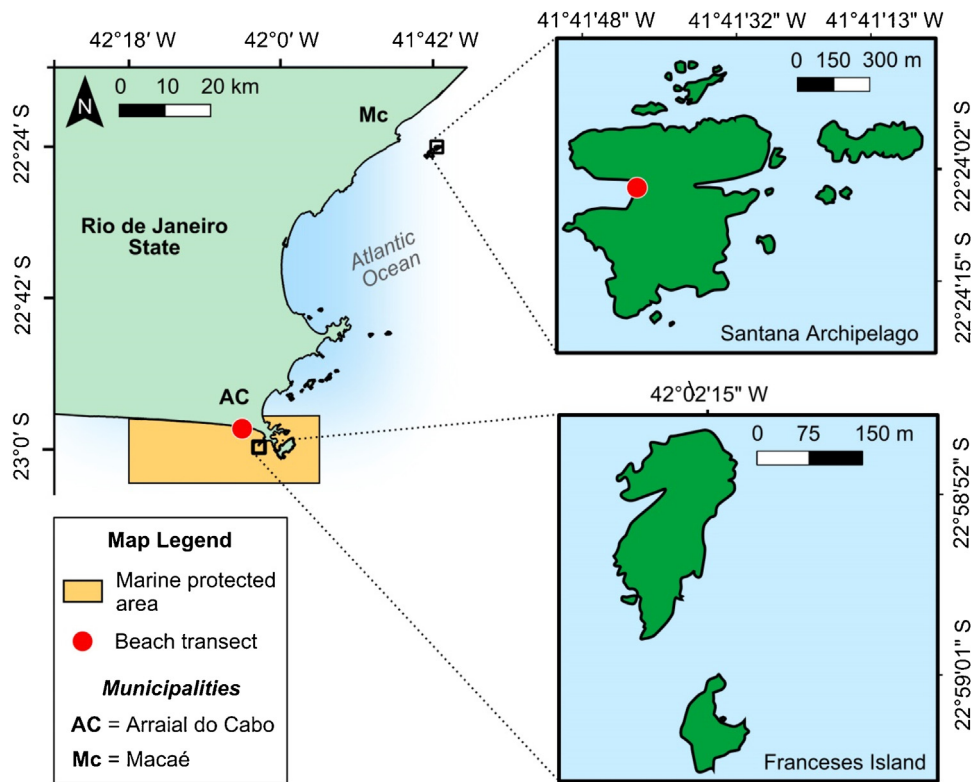 42°18' W
42°0' W
41°42' W
22°24' S
22°42' S
23°0' S
N
0 10 20 km
Mc
Rio de Janeiro
State
Atlantic
Ocean
AC
41°41'48" W
41°41'32" W
41°41'13" W
0 150 300 m
22°24'02" S
22°24'15" S
Santana Archipelago
42°02'15" W
0 75 150 m
22°58'52" S
22°59'01" S
Franceses Island
Map Legend
Marine protected
area
Beach transect
Municipalities
AC = Arraial do Cabo
Mc = Macaé